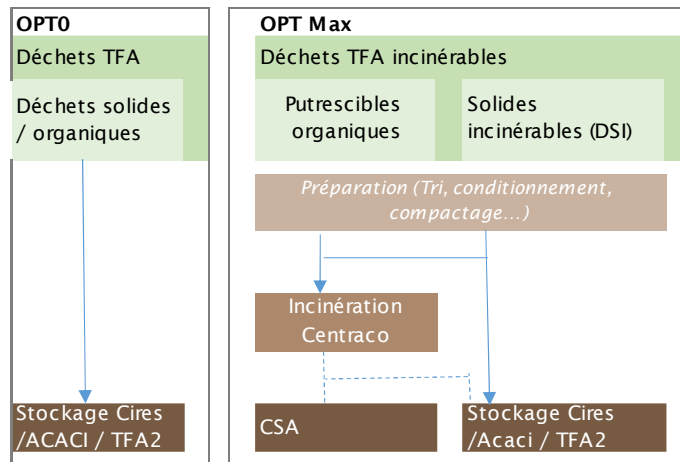 OPT0
Déchets TFA
Déchets solides
/ organiques
Stockage Cires
/ACACI / TFA2
OPT Max
Déchets TFA incinérables
Putrescibles
organiques
Solides
incinérables (DSI)
Préparation (Tri, conditionnement,
compactage...)
Incinération
Centraco
CSA
Stockage Cires
/Acaci / TFA2